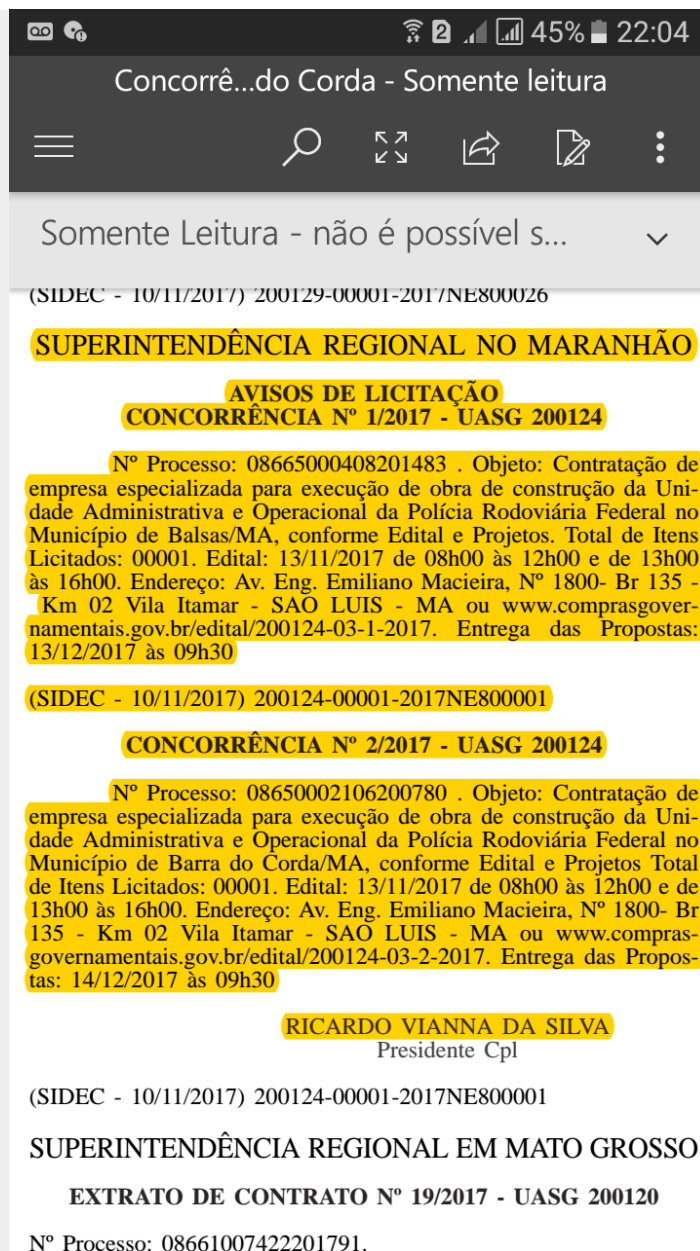 2 45% 22:04
Concorrê...do Corda - Somente leitura
Somente Leitura - não é possível s...
(SIDEC - 10/11/2017) 200129-00001-2017NE800026
SUPERINTENDÊNCIA REGIONAL NO MARANHÃO
AVISOS DE LICITAÇÃO
CONCORRÊNCIA Nº 1/2017 - UASG 200124
Nº Processo: 08665000408201483 . Objeto: Contratação de
empresa especializada para execução de obra de construção da Uni-
dade Administrativa e Operacional da Polícia Rodoviária Federal no
Município de Balsas/MA, conforme Edital e Projetos. Total de Itens
Licitados: 00001. Edital: 13/11/2017 de 08h00 às 12h00 e de 13h00
às 16h00. Endereço: Av. Eng. Emiliano Macieira, Nº 1800- Br 135 -
Km 02 Vila Itamar - SAO LUIS - MA ou www.comprasgover-
namentais.gov.br/edital/200124-03-1-2017. Entrega das Propostas:
13/12/2017 às 09h30
(SIDEC - 10/11/2017) 200124-00001-2017NE800001
CONCORRÊNCIA Nº 2/2017 - UASG 200124
Nº Processo: 08650002106200780 . Objeto: Contratação de
empresa especializada para execução de obra de construção da Uni-
dade Administrativa e Operacional da Polícia Rodoviária Federal no
Município de Barra do Corda/MA, conforme Edital e Projetos Total
de Itens Licitados: 00001. Edital: 13/11/2017 de 08h00 às 12h00 e de
13h00 às 16h00. Endereço: Av. Eng. Emiliano Macieira, Nº 1800- Br
135 - Km 02 Vila Itamar - SAO LUIS - MA ou www.compras-
governamentais.gov.br/edital/200124-03-2-2017. Entrega das Propos-
tas: 14/12/2017 às 09h30
RICARDO VIANNA DA SILVA
Presidente Cpl
(SIDEC - 10/11/2017) 200124-00001-2017NE800001
SUPERINTENDÊNCIA REGIONAL EM MATO GROSSO
EXTRATO DE CONTRATO Nº 19/2017 - UASG 200120
Nº Processo: 08661007422201791.